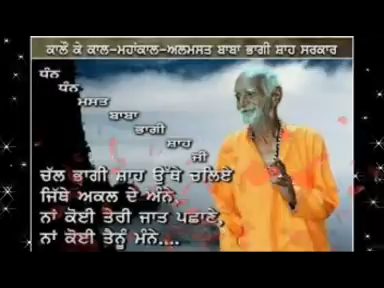 ਕਾਲੌ ਕੇ ਕਾਲ-ਮਹਾਂਕਾਲ-ਅਲਮਸਤ ਬਾਬਾ ਭਾਗੀ ਸ਼ਾਹ ਸਰਕਾਰ
ਧੰਨ
ਧੰਨ
ਮਸਤ
ਬਾਬਾ
ਭਾਗੀ
ਸ਼ਾਹ
ਜੀ
ਚੱਲ ਭਾਗੀ ਸ਼ਾਹ ਉੱਥੇ ਚਲਿਏ
ਜਿੱਥੇ ਅਕਲ ਦੇ ਅੰਨੇ,
ਨਾਂ ਕੋਈ ਤੇਰੀ ਜਾਤ ਪਛਾਣੇ,
ਨਾਂ ਕੋਈ ਤੈਨੂੰ ਮੰਨੇ....